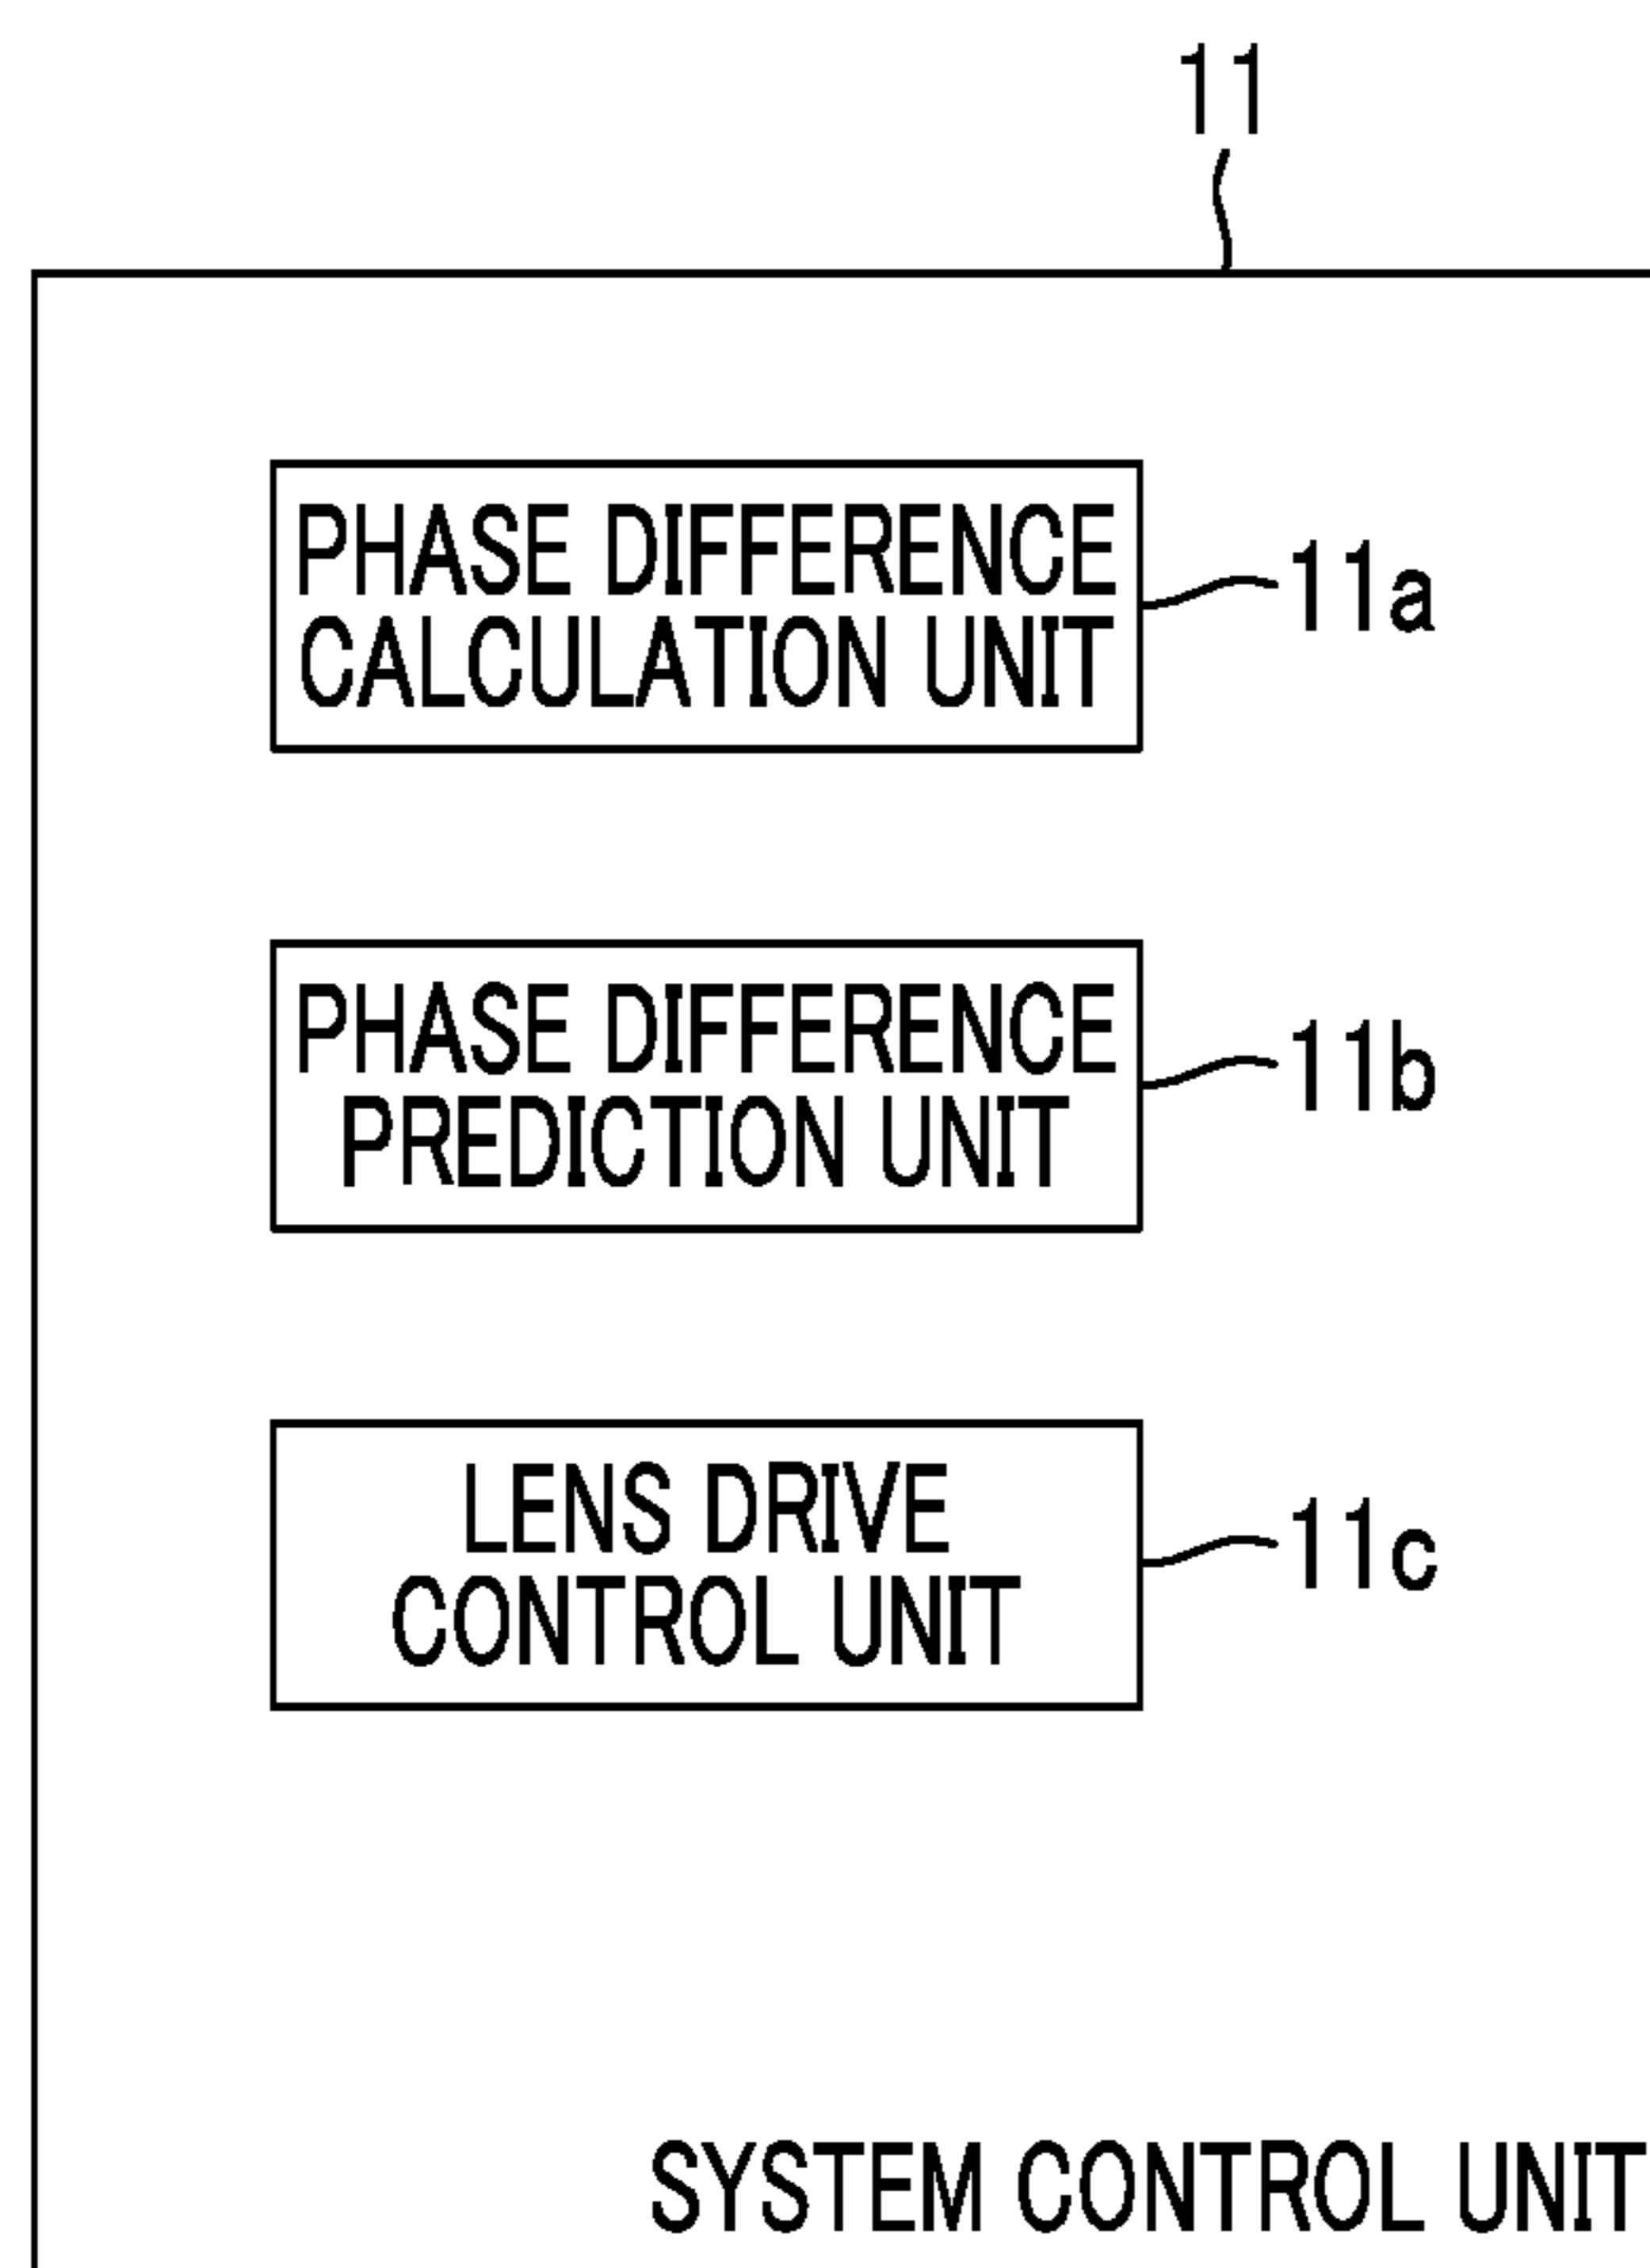 11
PHASE DIFFERENCE
CALCULATION UNIT
11a
PHASE DIFFERENCE
PREDICTION UNIT
11b
LENS DRIVE
CONTROL UNIT
11c
SYSTEM CONTROL UNIT